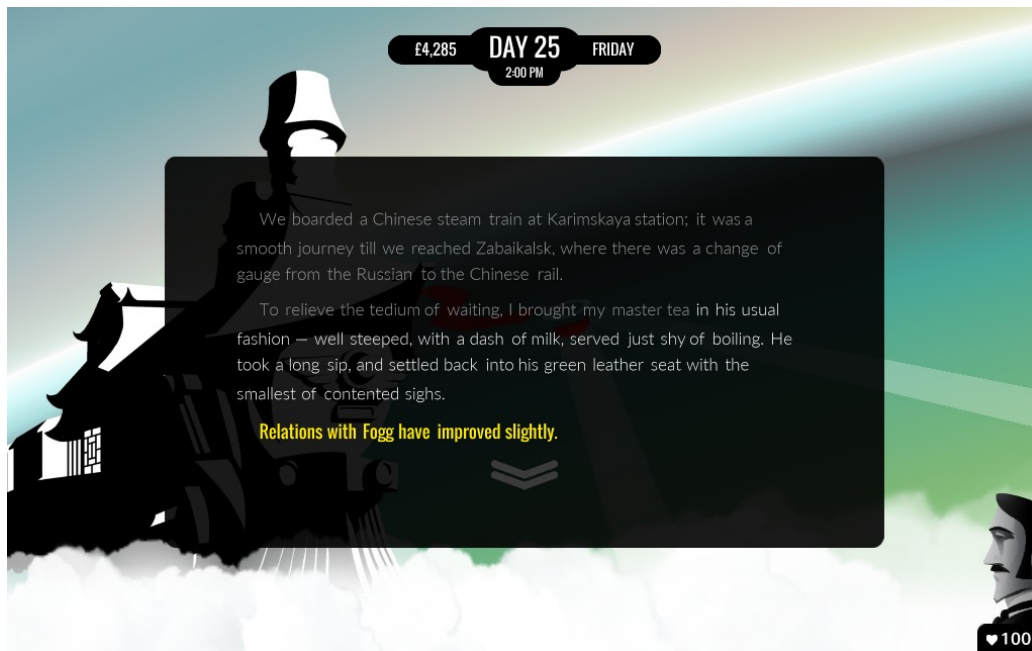 £4,285
DAY 25
FRIDAY
2:00 PM
We boarded a Chinese steam train at Karimskaya station; it was a
smooth journey till we reached Zabaikalsk, where there was a change of
gauge from the Russian to the Chinese rail.
To relieve the tedium of waiting, I brought my master tea in his usual
fashion – well steeped, with a dash of milk, served just shy of boiling. He
took a long sip, and settled back into his green leather seat with the
smallest of contented sighs.
Relations with Fogg have improved slightly.
100